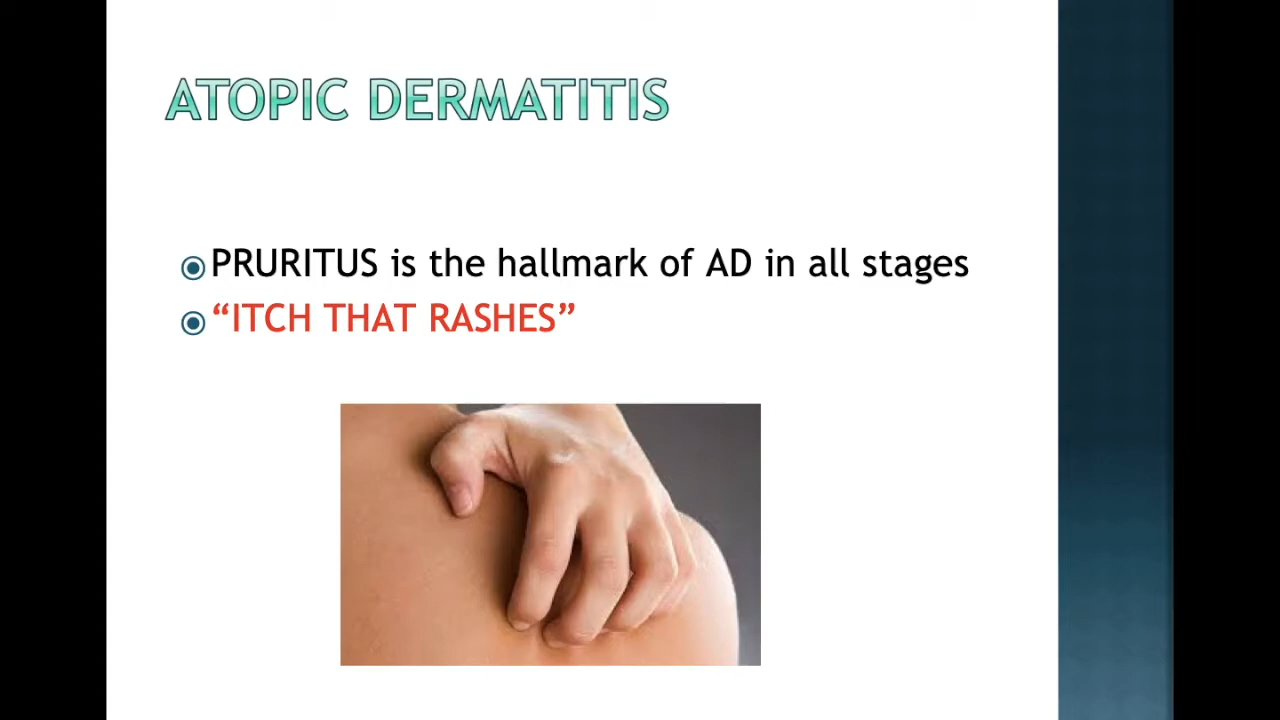 ATOPIC DERMATITIS
PRURITUS is the hallmark of AD in all stages
“ITCH THAT RASHES”